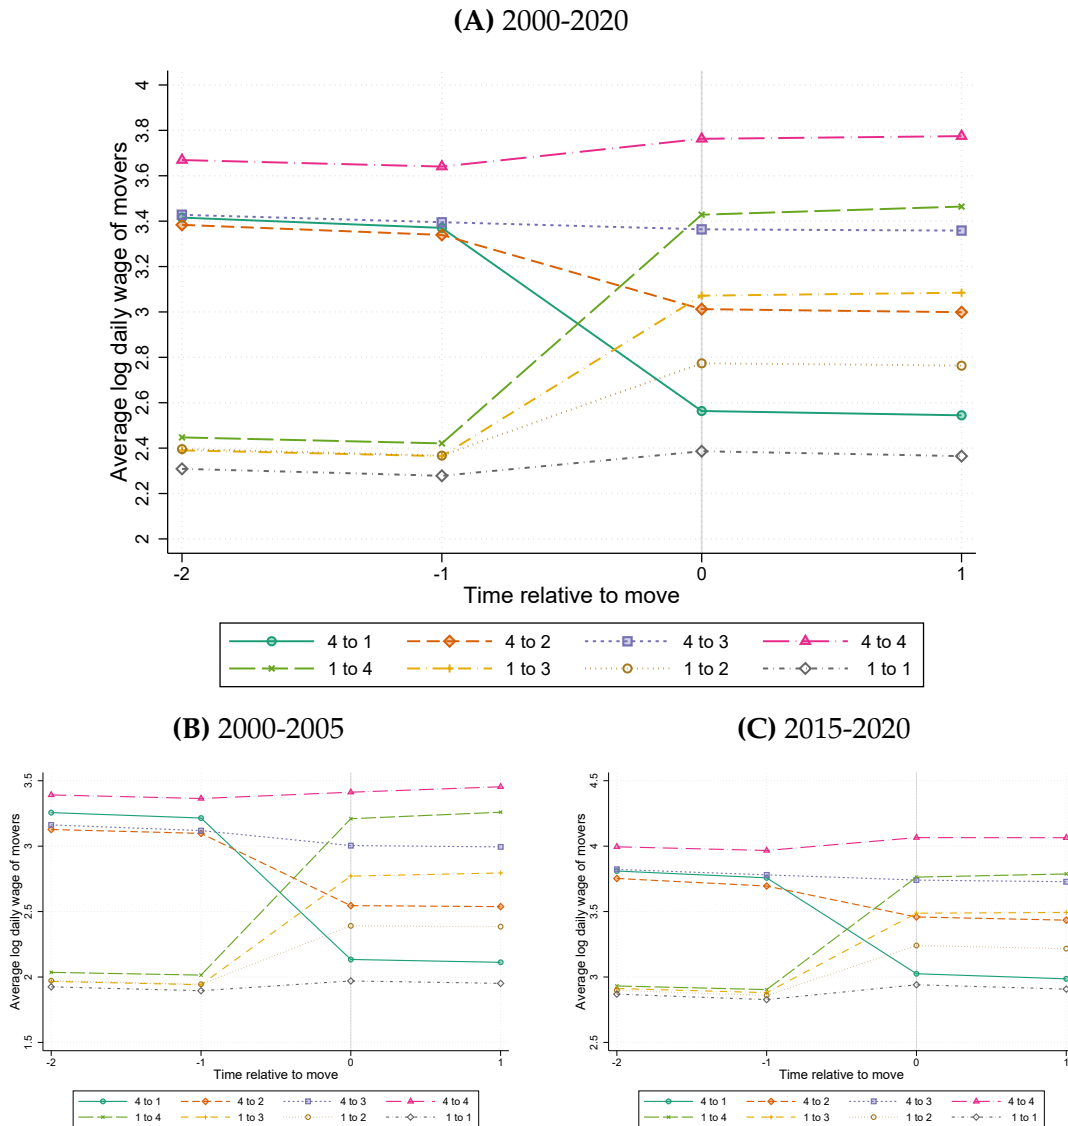 (A) 2000-2020
Average log daily wage of movers
4
3.8
3.6
3.4
3.2
3
2.8
2.6
2.4
2.2
2
-2 -1 0 1
Time relative to move
4 to 1 4 to 2 4 to 3 4 to 4
1 to 4 1 to 3 1 to 2 1 to 1
(B) 2000-2005
Average log daily wage of movers
3.5
3
2.5
2
1.5
-2 -1 0 1
Time relative to move
4 to 1 4 to 2 4 to 3 4 to 4
1 to 4 1 to 3 1 to 2 1 to 1
(C) 2015-2020
Average log daily wage of movers
4.5
4
3.5
3
2.5
-2 -1 0 1
Time relative to move
4 to 1 4 to 2 4 to 3 4 to 4
1 to 4 1 to 3 1 to 2 1 to 1